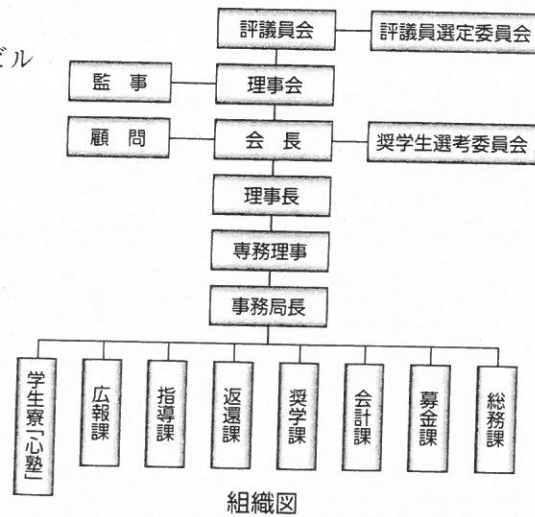 評議員会
評議員選定委員会
ビル
監事
理事会
顧問
会長
奨学生選考委員会
理事長
専務理事
事務局長
学生寮「心塾」
広報課
指導課
返還課
奨学課
会計課
募金課
総務課
組織図